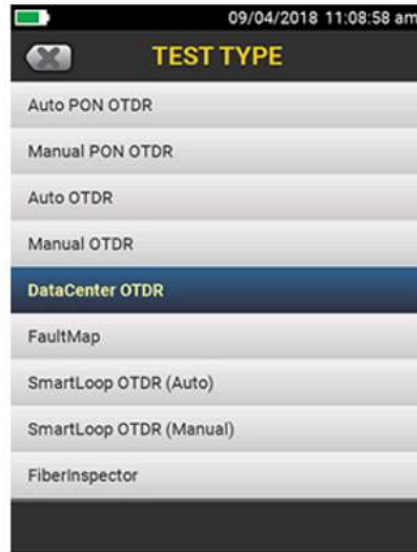 09/04/2018 11:08:58 am
TEST TYPE
Auto PON OTDR
Manual PON OTDR
Auto OTDR
Manual OTDR
DataCenter OTDR
FaultMap
SmartLoop OTDR (Auto)
SmartLoop OTDR (Manual)
FiberInspector